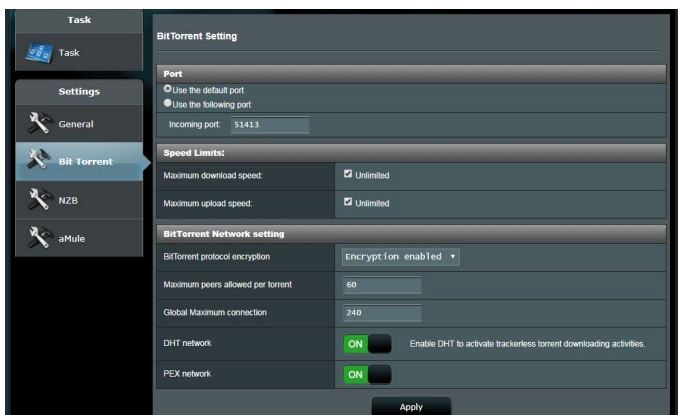 Task
Task
Settings
General
Bit Torrent
NZB
aMule
BitTorrent Setting
Port
Use the default port
Use the following port
Incoming port: 51413
Speed Limits:
Maximum download speed: Unlimited
Maximum upload speed: Unlimited
BitTorrent Network setting
BitTorrent protocol encryption Encryption enabled
Maximum peers allowed per torrent 60
Global Maximum connection 240
DHT network ON Enable DHT to activate trackerless torrent downloading activities.
PEX network ON
Apply